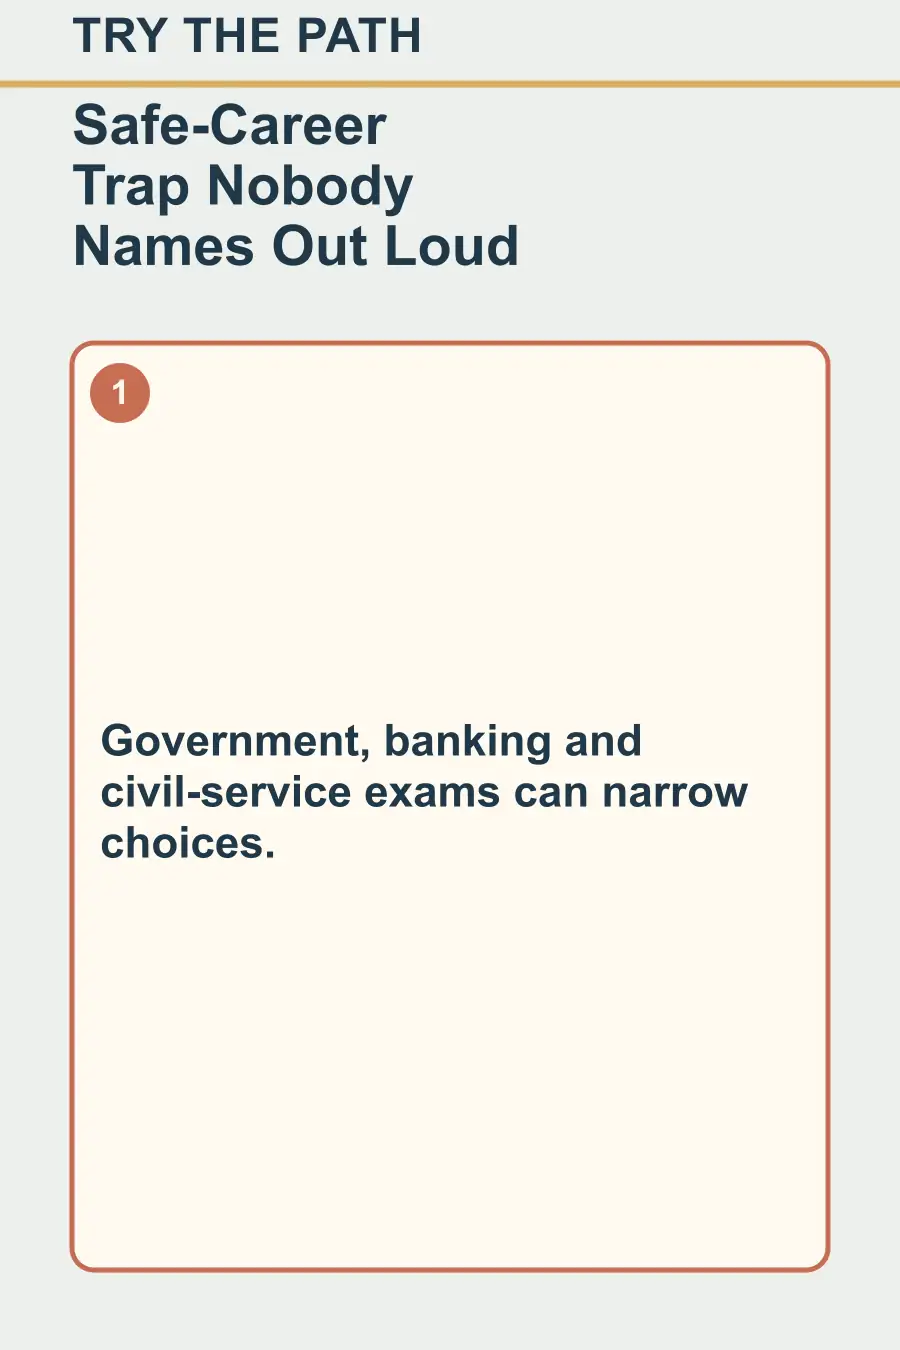 TRY THE PATH
Safe-Career
Trap Nobody
Names Out Loud
1
Government, banking and
civil-service exams can narrow
choices.